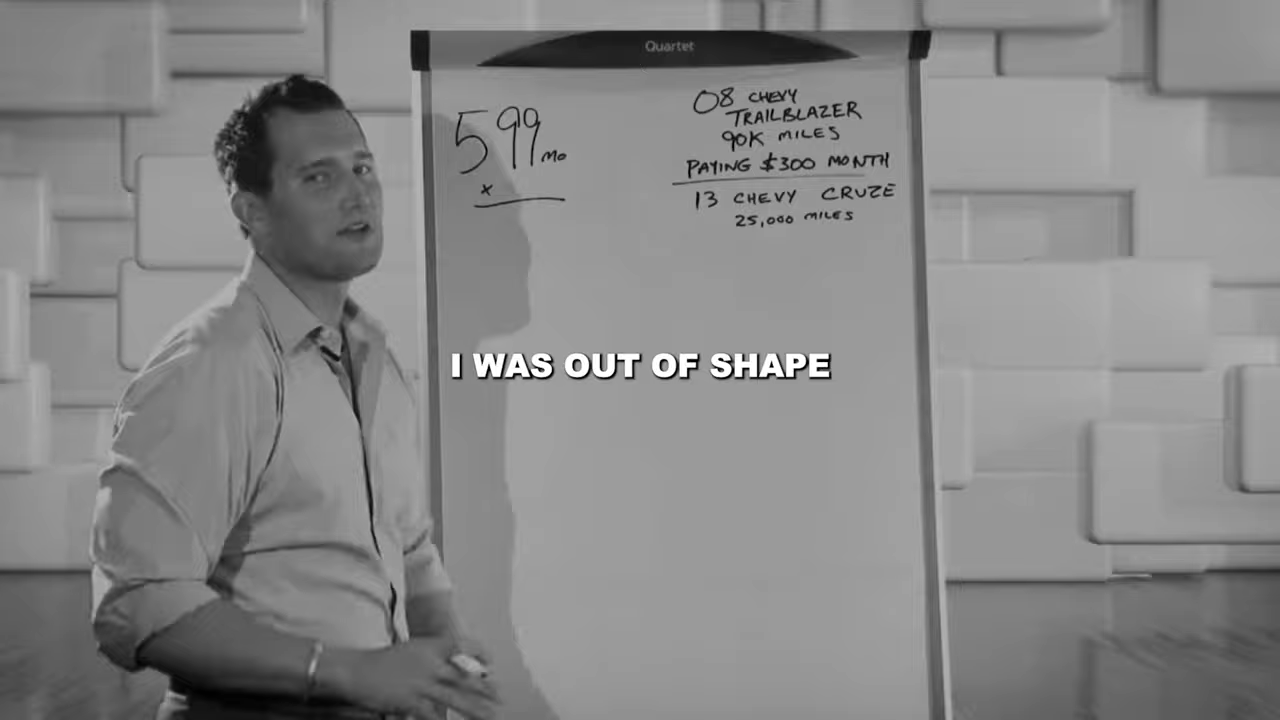 Quartet
599 mo
x
08 CHEVY
TRAILBLAZER
90K MILES
PAYING $300 MONTH
13 CHEVY CRUZE
25,000 MILES
I WAS OUT OF SHAPE